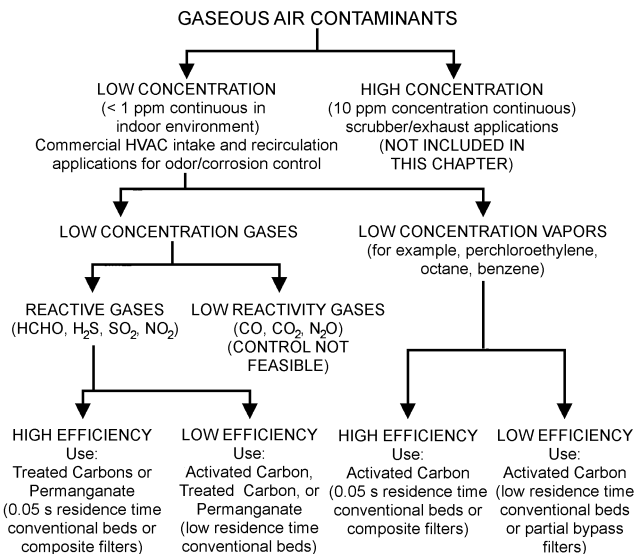 GASEOUS AIR CONTAMINANTS
LOW CONCENTRATION
(< 1 ppm continuous in
indoor environment)
Commercial HVAC intake and recirculation
applications for odor/corrosion control
HIGH CONCENTRATION
(10 ppm concentration continuous)
scrubber/exhaust applications
(NOT INCLUDED IN
THIS CHAPTER)
LOW CONCENTRATION GASES
LOW CONCENTRATION VAPORS
(for example, perchloroethylene,
octane, benzene)
REACTIVE GASES
(HCHO, H₂S, SO₂, NO₂)
LOW REACTIVITY GASES
(CO, CO₂, N₂O)
(CONTROL NOT
FEASIBLE)
HIGH EFFICIENCY
Use:
Treated Carbons or
Permanganate
(0.05 s residence time
conventional beds or
composite filters)
LOW EFFICIENCY
Use:
Activated Carbon,
Treated Carbon, or
Permanganate
(low residence time
conventional beds)
HIGH EFFICIENCY
Use:
Activated Carbon
(0.05 s residence time
conventional beds or
composite filters)
LOW EFFICIENCY
Use:
Activated Carbon
(low residence time
conventional beds
or partial bypass
filters)